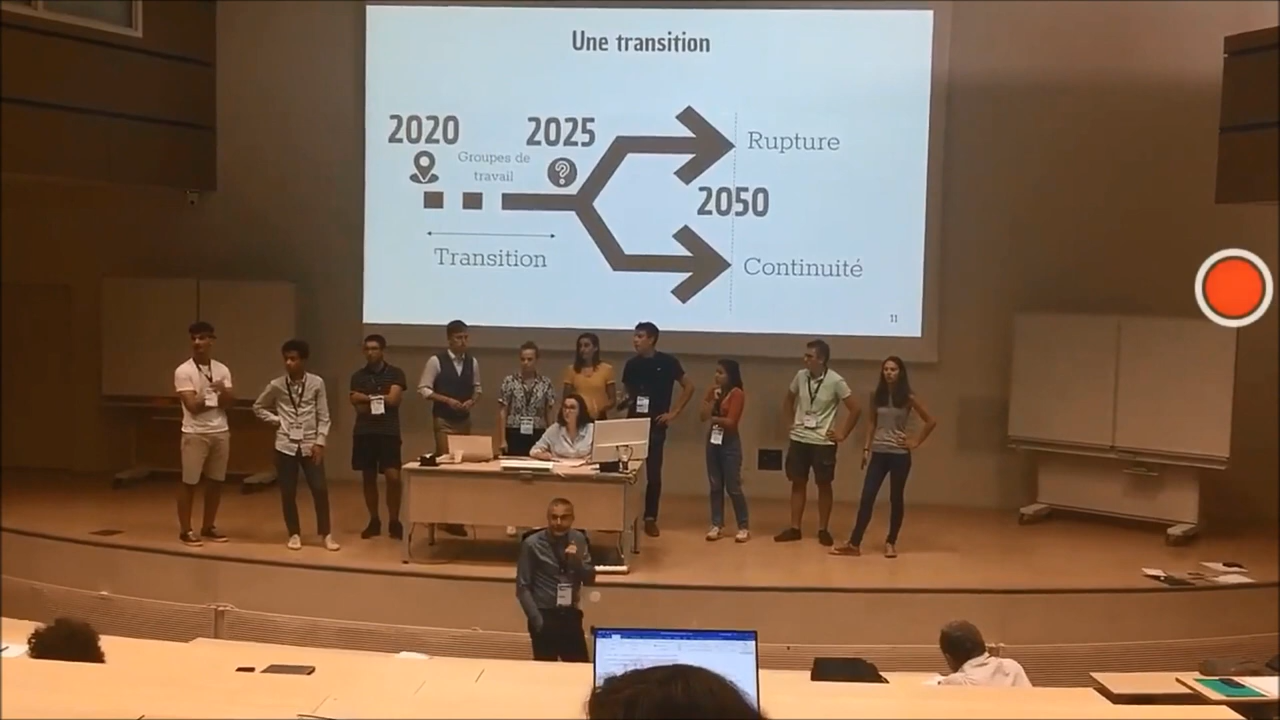 Une transition
2020
2025
Groupes de
travail
Rupture
2050
Transition
Continuité
11